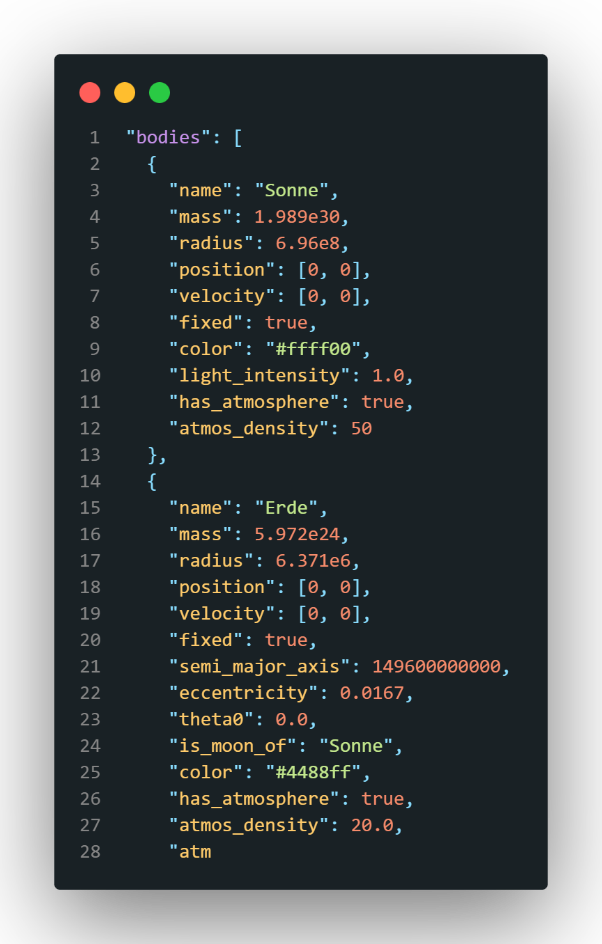 1 "bodies": [
2 {
3 "name": "Sonne",
4 "mass": 1.989e30,
5 "radius": 6.96e8,
6 "position": [0, 0],
7 "velocity": [0, 0],
8 "fixed": true,
9 "color": "#ffff00",
10 "light_intensity": 1.0,
11 "has_atmosphere": true,
12 "atmos_density": 50
13 },
14 {
15 "name": "Erde",
16 "mass": 5.972e24,
17 "radius": 6.371e6,
18 "position": [0, 0],
19 "velocity": [0, 0],
20 "fixed": true,
21 "semi_major_axis": 149600000000,
22 "eccentricity": 0.0167,
23 "theta0": 0.0,
24 "is_moon_of": "Sonne",
25 "color": "#4488ff",
26 "has_atmosphere": true,
27 "atmos_density": 20.0,
28 "atm